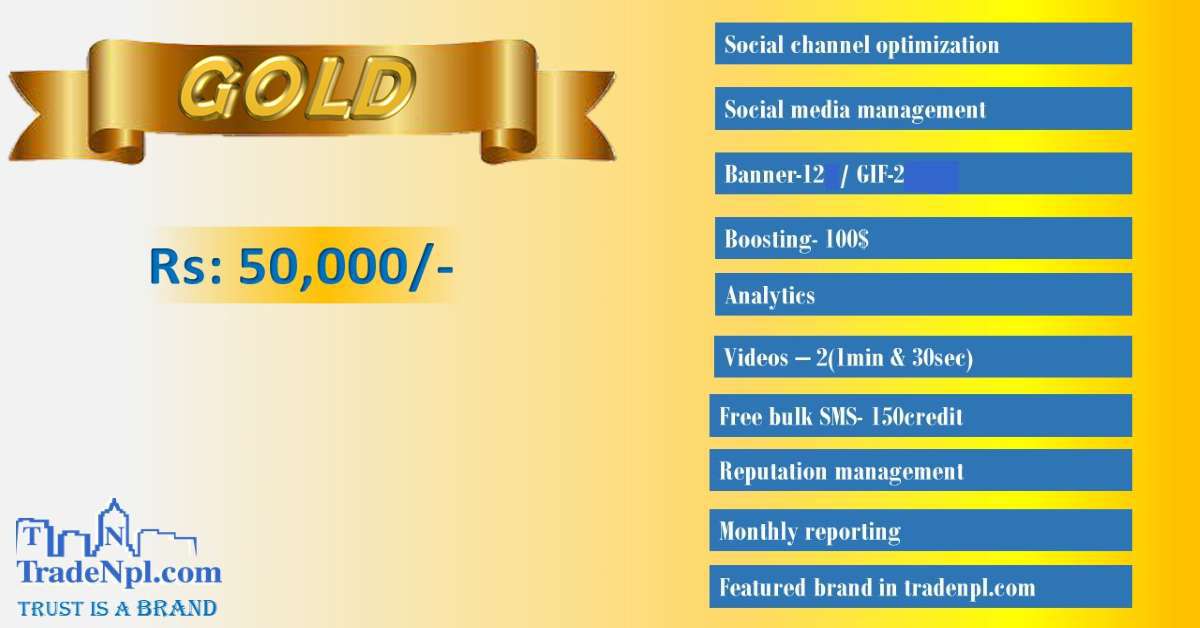 GOLD
Rs: 50,000/-
Social channel optimization
Social media management
Banner-12 / GIF-2
Boosting- 100$
Analytics
Videos – 2(1min & 30sec)
Free bulk SMS- 150credit
Reputation management
Monthly reporting
Featured brand in tradenpl.com
T N
TradeNpl.com
TRUST IS A BRAND